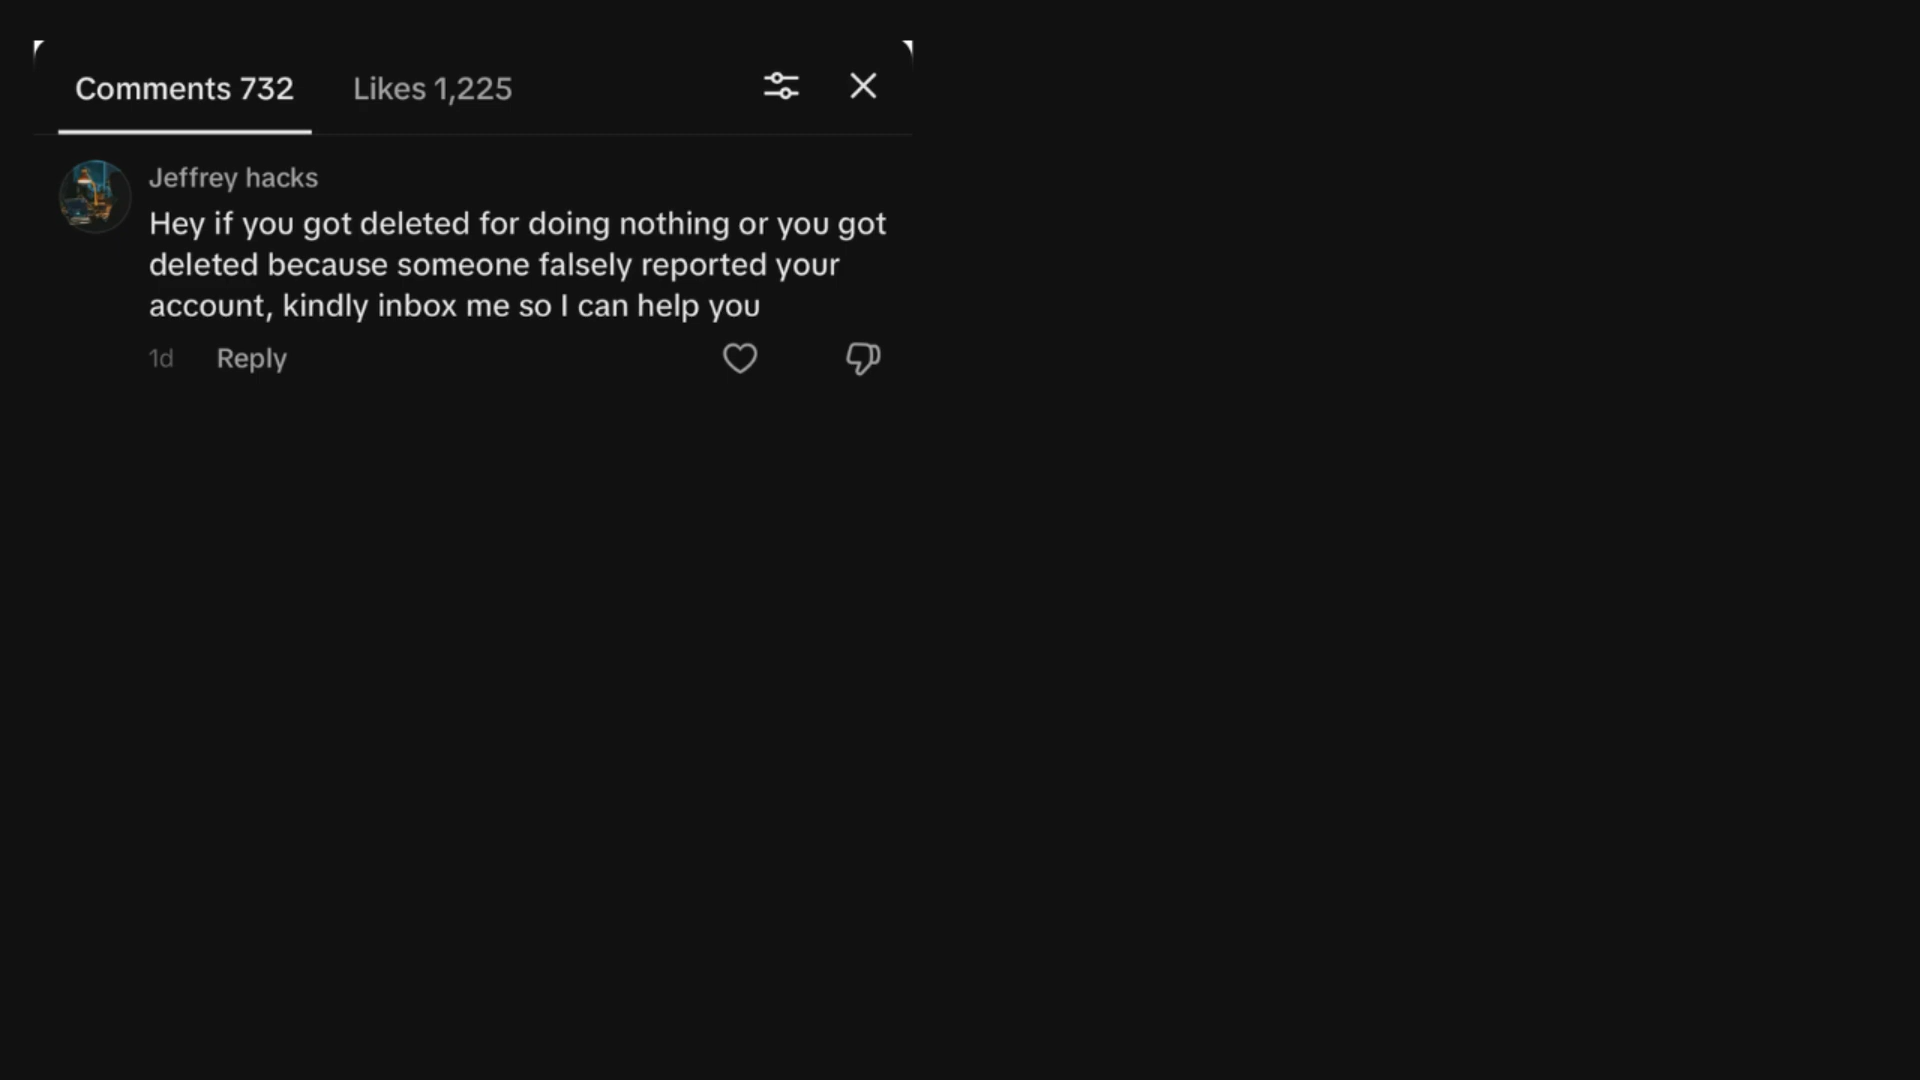 Comments 732 Likes 1,225
Jeffrey hacks
Hey if you got deleted for doing nothing or you got
deleted because someone falsely reported your
account, kindly inbox me so I can help you
1d Reply